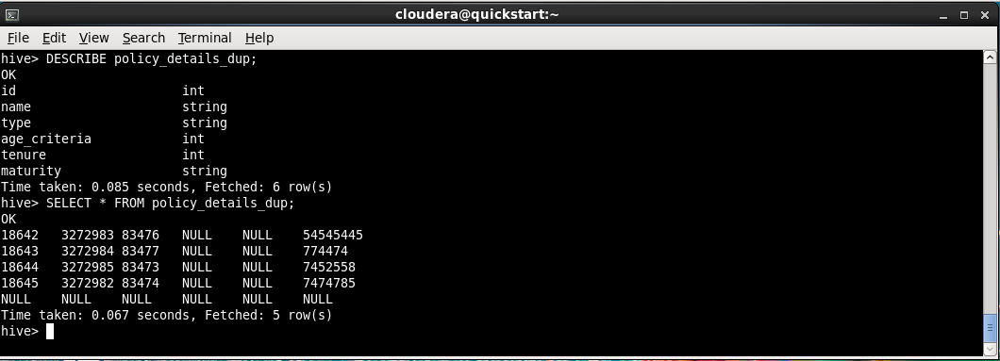 cloudera@quickstart:~
File Edit View Search Terminal Help
hive> DESCRIBE policy_details_dup;
OK
id                      int
name                    string
type                    string
age_criteria            int
tenure                  int
maturity                string
Time taken: 0.085 seconds, Fetched: 6 row(s)
hive> SELECT * FROM policy_details_dup;
OK
18642   3272983 83476   NULL    NULL    54545445
18643   3272984 83477   NULL    NULL    774474
18644   3272985 83473   NULL    NULL    7452558
18645   3272982 83474   NULL    NULL    7474785
NULL    NULL    NULL    NULL    NULL    NULL
Time taken: 0.067 seconds, Fetched: 5 row(s)
hive>